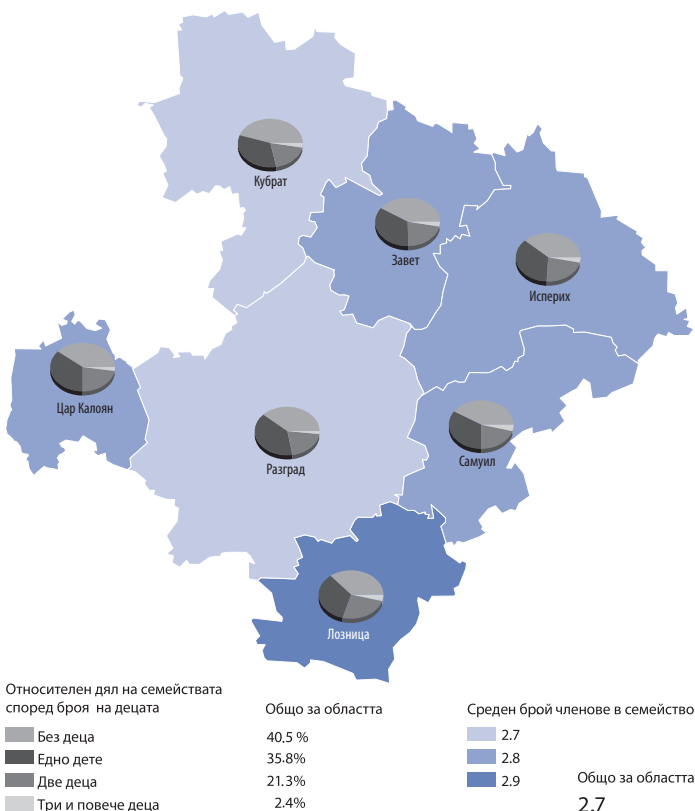 Кубрат
Завет
Исперих
Цар Калоян
Разград
Самуил
Лозница
Относителен дял на семействата
според броя на децата
Общо за областта
Без деца 40,5 %
Едно дете 35.8%
Две деца 21.3%
Три и повече деца 2.4%
Среден брой членове в семейство
2.7
2.8
2.9
Общо за областта
2.7